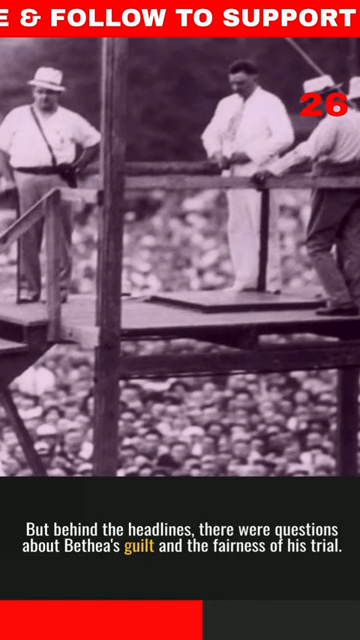 E & FOLLOW TO SUPPORT
26
But behind the headlines, there were questions
about Bethea's guilt and the fairness of his trial.